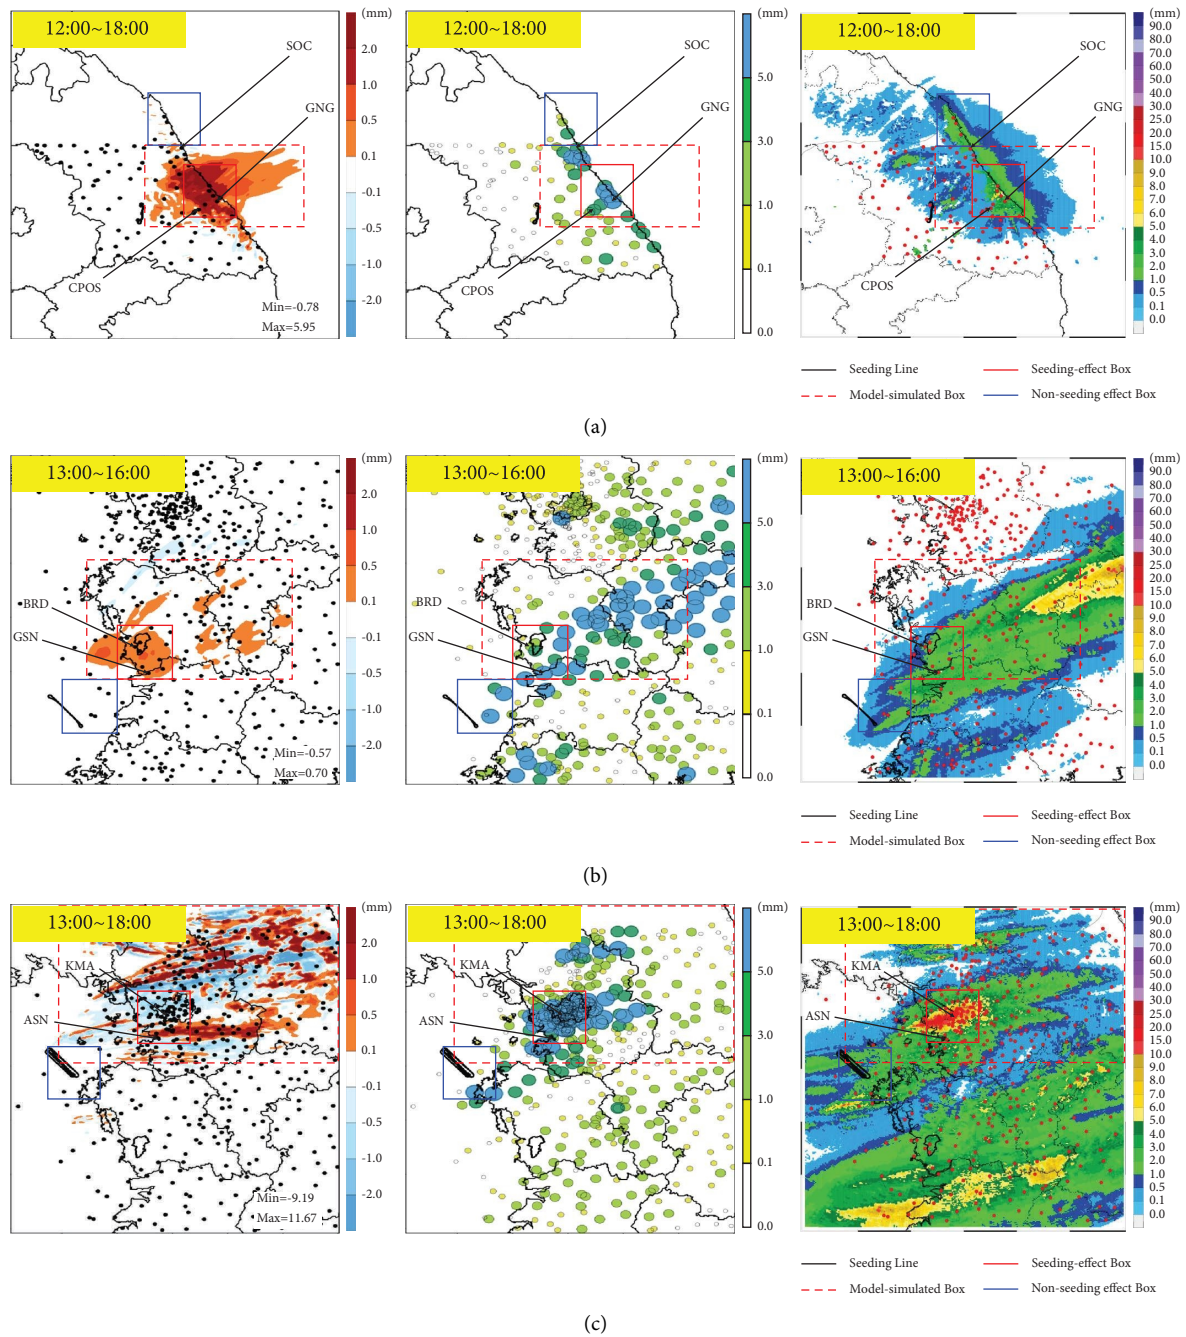 12:00~18:00
(mm)
2.0
1.0
0.5
0.1
-0.1
-0.5
-1.0
-2.0
SOC
GNG
CPOS
Min=-0.78
Max=5.95
12:00~18:00
(mm)
5.0
3.0
1.0
0.1
0.0
SOC
GNG
CPOS
12:00~18:00
(mm)
90.0
80.0
70.0
60.0
50.0
40.0
30.0
25.0
20.0
15.0
10.0
9.0
8.0
7.0
6.0
5.0
4.0
3.0
2.0
1.0
0.5
0.1
0.0
SOC
GNG
CPOS
Seeding Line
Seeding-effect Box
Model-simulated Box
Non-seeding effect Box
(a)
13:00~16:00
(mm)
2.0
1.0
0.5
0.1
-0.1
-0.5
-1.0
-2.0
BRD
GSN
Min=-0.57
Max=0.70
13:00~16:00
(mm)
5.0
3.0
1.0
0.1
0.0
BRD
GSN
13:00~16:00
(mm)
90.0
80.0
70.0
60.0
50.0
40.0
30.0
25.0
20.0
15.0
10.0
9.0
8.0
7.0
6.0
5.0
4.0
3.0
2.0
1.0
0.5
0.1
0.0
BRD
GSN
Seeding Line
Seeding-effect Box
Model-simulated Box
Non-seeding effect Box
(b)
13:00~18:00
(mm)
2.0
1.0
0.5
0.1
-0.1
-0.5
-1.0
-2.0
KMA
ASN
Min=-9.19
Max=11.67
13:00~18:00
(mm)
5.0
3.0
1.0
0.1
0.0
KMA
ASN
13:00~18:00
(mm)
90.0
80.0
70.0
60.0
50.0
40.0
30.0
25.0
20.0
15.0
10.0
9.0
8.0
7.0
6.0
5.0
4.0
3.0
2.0
1.0
0.5
0.1
0.0
KMA
ASN
Seeding Line
Seeding-effect Box
Model-simulated Box
Non-seeding effect Box
(c)